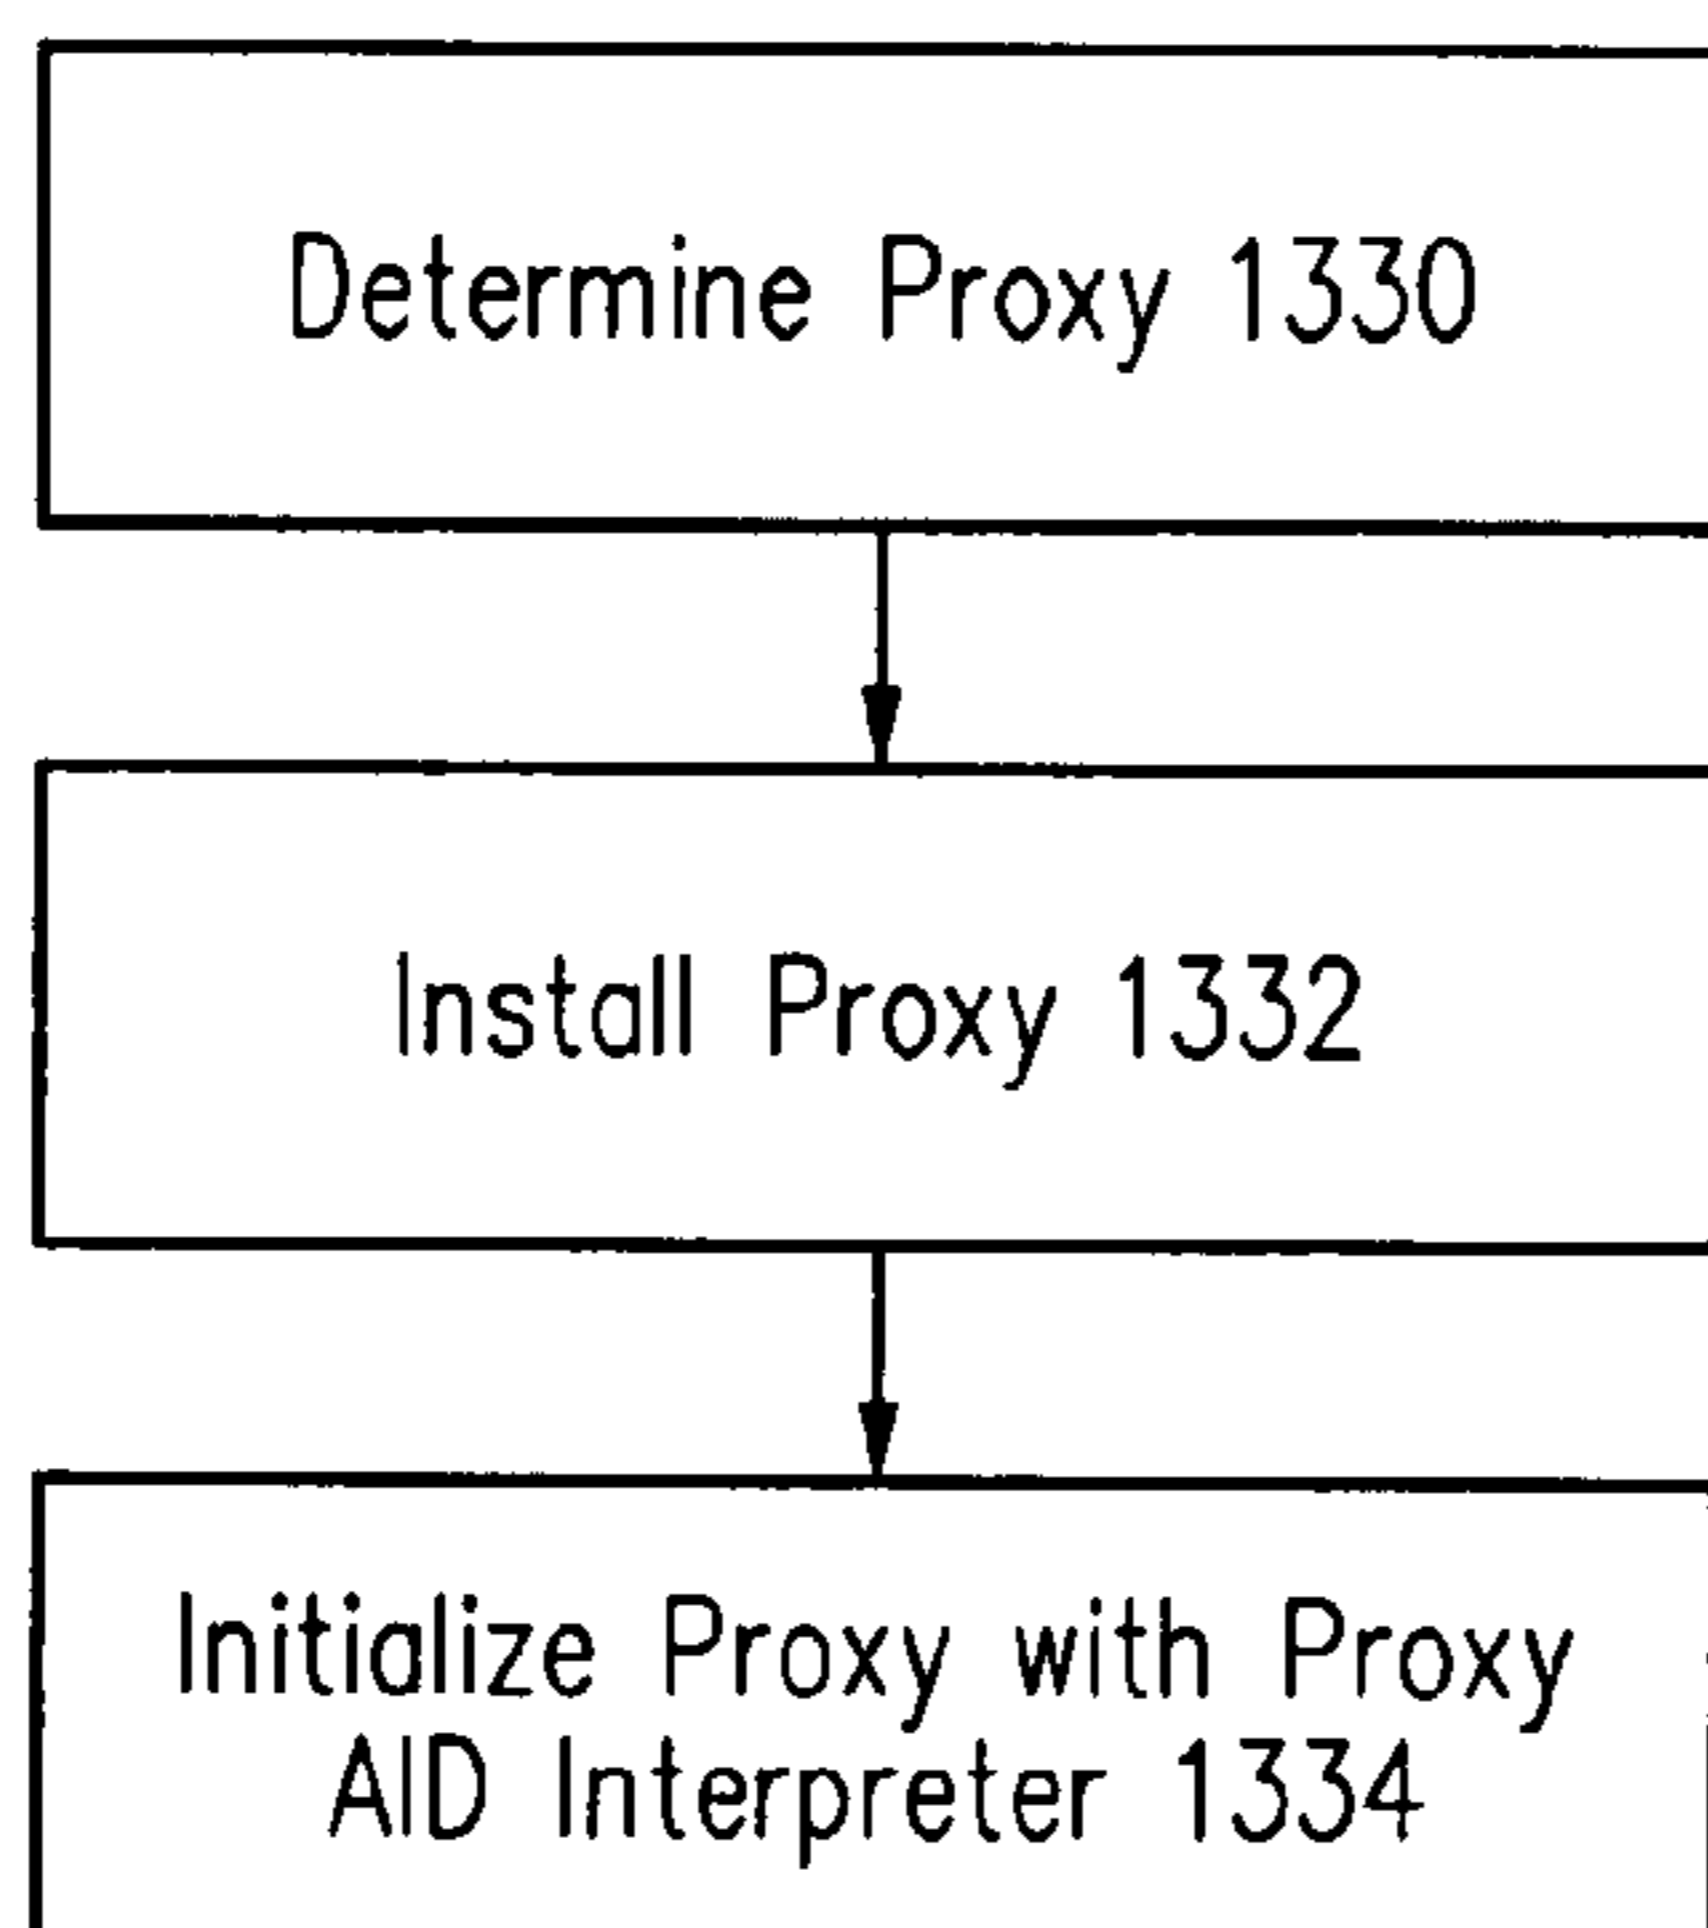 Determine Proxy 1330
Install Proxy 1332
Initialize Proxy with Proxy
AID Interpreter 1334